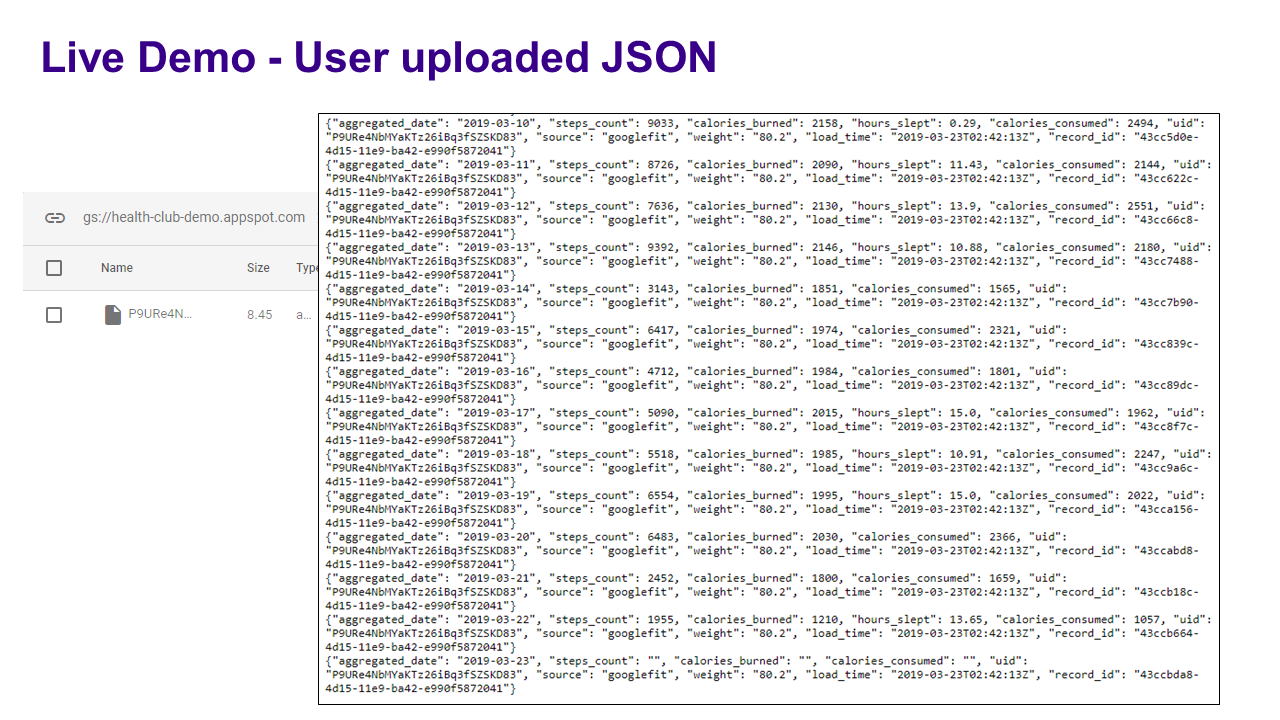 Live Demo - User uploaded JSON
gs://health-club-demo.appspot.com
Name Size Type
P9URe4N... 8.45 a...
{"aggregated_date": "2019-03-10", "steps_count": 9033, "calories_burned": 2158, "hours_slept": 0.29, "calories_consumed": 2494, "uid":
"P9URe4NbMYaKTz26iBq3fSZSKD83", "source": "googlefit", "weight": "80.2", "load_time": "2019-03-23T02:42:13Z", "record_id": "43cc5d0e-
4d15-11e9-ba42-e990f5872041"}
{"aggregated_date": "2019-03-11", "steps_count": 8726, "calories_burned": 2090, "hours_slept": 11.43, "calories_consumed": 2144, "uid":
"P9URe4NbMYaKTz26iBq3fSZSKD83", "source": "googlefit", "weight": "80.2", "load_time": "2019-03-23T02:42:13Z", "record_id": "43cc622c-
4d15-11e9-ba42-e990f5872041"}
{"aggregated_date": "2019-03-12", "steps_count": 7636, "calories_burned": 2130, "hours_slept": 13.9, "calories_consumed": 2551, "uid":
"P9URe4NbMYaKTz26iBq3fSZSKD83", "source": "googlefit", "weight": "80.2", "load_time": "2019-03-23T02:42:13Z", "record_id": "43cc66c8-
4d15-11e9-ba42-e990f5872041"}
{"aggregated_date": "2019-03-13", "steps_count": 9392, "calories_burned": 2146, "hours_slept": 10.88, "calories_consumed": 2180, "uid":
"P9URe4NbMYaKTz26iBq3fSZSKD83", "source": "googlefit", "weight": "80.2", "load_time": "2019-03-23T02:42:13Z", "record_id": "43cc7488-
4d15-11e9-ba42-e990f5872041"}
{"aggregated_date": "2019-03-14", "steps_count": 3143, "calories_burned": 1851, "calories_consumed": 1565, "uid":
"P9URe4NbMYaKTz26iBq3fSZSKD83", "source": "googlefit", "weight": "80.2", "load_time": "2019-03-23T02:42:13Z", "record_id": "43cc7b90-
4d15-11e9-ba42-e990f5872041"}
{"aggregated_date": "2019-03-15", "steps_count": 6417, "calories_burned": 1974, "calories_consumed": 2321, "uid":
"P9URe4NbMYaKTz26iBq3fSZSKD83", "source": "googlefit", "weight": "80.2", "load_time": "2019-03-23T02:42:13Z", "record_id": "43cc839c-
4d15-11e9-ba42-e990f5872041"}
{"aggregated_date": "2019-03-16", "steps_count": 4712, "calories_burned": 1984, "calories_consumed": 1801, "uid":
"P9URe4NbMYaKTz26iBq3fSZSKD83", "source": "googlefit", "weight": "80.2", "load_time": "2019-03-23T02:42:13Z", "record_id": "43cc89dc-
4d15-11e9-ba42-e990f5872041"}
{"aggregated_date": "2019-03-17", "steps_count": 5090, "calories_burned": 2015, "hours_slept": 15.0, "calories_consumed": 1962, "uid":
"P9URe4NbMYaKTz26iBq3fSZSKD83", "source": "googlefit", "weight": "80.2", "load_time": "2019-03-23T02:42:13Z", "record_id": "43cc8f7c-
4d15-11e9-ba42-e990f5872041"}
{"aggregated_date": "2019-03-18", "steps_count": 5518, "calories_burned": 1985, "hours_slept": 10.91, "calories_consumed": 2247, "uid":
"P9URe4NbMYaKTz26iBq3fSZSKD83", "source": "googlefit", "weight": "80.2", "load_time": "2019-03-23T02:42:13Z", "record_id": "43cc9a6c-
4d15-11e9-ba42-e990f5872041"}
{"aggregated_date": "2019-03-19", "steps_count": 6554, "calories_burned": 1995, "hours_slept": 15.0, "calories_consumed": 2022, "uid":
"P9URe4NbMYaKTz26iBq3fSZSKD83", "source": "googlefit", "weight": "80.2", "load_time": "2019-03-23T02:42:13Z", "record_id": "43cca156-
4d15-11e9-ba42-e990f5872041"}
{"aggregated_date": "2019-03-20", "steps_count": 6483, "calories_burned": 2030, "calories_consumed": 2366, "uid":
"P9URe4NbMYaKTz26iBq3fSZSKD83", "source": "googlefit", "weight": "80.2", "load_time": "2019-03-23T02:42:13Z", "record_id": "43ccabd8-
4d15-11e9-ba42-e990f5872041"}
{"aggregated_date": "2019-03-21", "steps_count": 2452, "calories_burned": 1800, "calories_consumed": 1659, "uid":
"P9URe4NbMYaKTz26iBq3fSZSKD83", "source": "googlefit", "weight": "80.2", "load_time": "2019-03-23T02:42:13Z", "record_id": "43ccb18c-
4d15-11e9-ba42-e990f5872041"}
{"aggregated_date": "2019-03-22", "steps_count": 1955, "calories_burned": 1210, "hours_slept": 13.65, "calories_consumed": 1057, "uid":
"P9URe4NbMYaKTz26iBq3fSZSKD83", "source": "googlefit", "weight": "80.2", "load_time": "2019-03-23T02:42:13Z", "record_id": "43ccb664-
4d15-11e9-ba42-e990f5872041"}
{"aggregated_date": "2019-03-23", "steps_count": "", "calories_burned": "", "calories_consumed": "", "uid":
"P9URe4NbMYaKTz26iBq3fSZSKD83", "source": "googlefit", "weight": "80.2", "load_time": "2019-03-23T02:42:13Z", "record_id": "43ccbda8-
4d15-11e9-ba42-e990f5872041"}